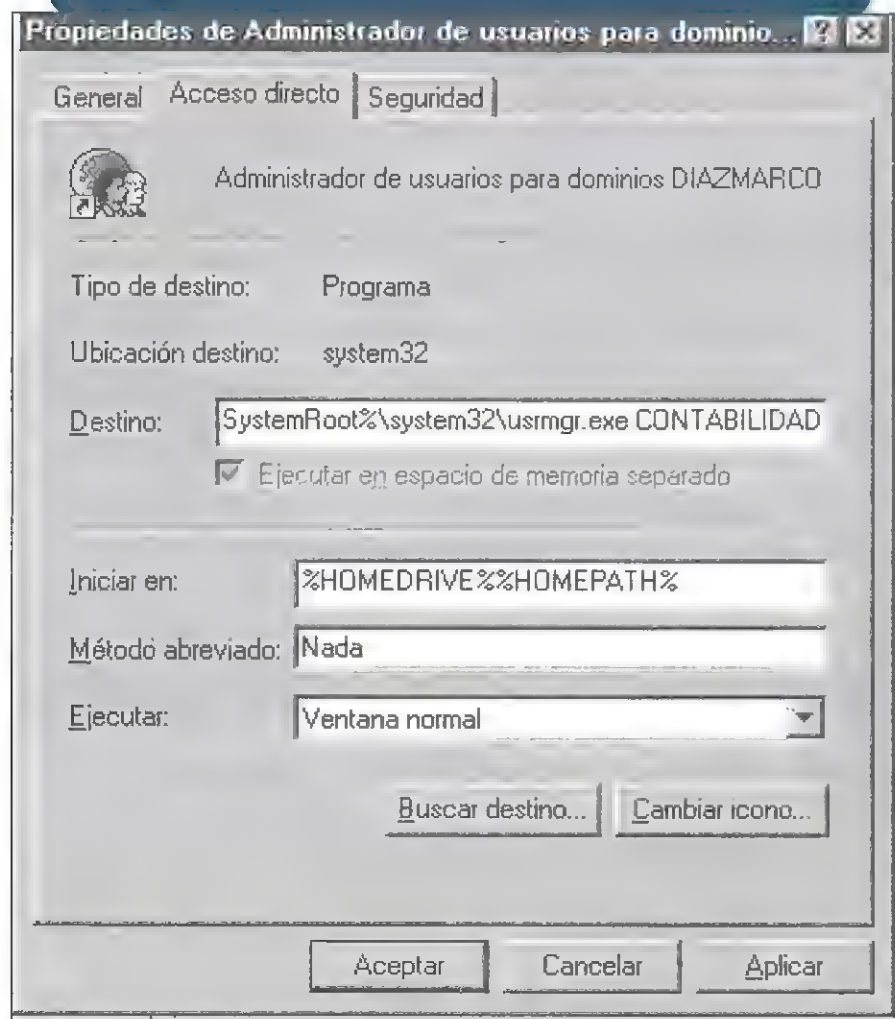 Propiedades de Administrador de usuarios para dominio...
General Acceso directo Seguridad
Administrador de usuarios para dominios DIAZMARCO
Tipo de destino: Programa
Ubicación destino: system32
Destino: SystemRoot%\system32\usrmgr.exe CONTABILIDAD
Ejecutar en espacio de memoria separado
Iniciar en: %HOMEDRIVE%%HOMEPATH%
Método abreviado: Nada
Ejecutar: Ventana normal
Buscar destino... Cambiar icono...
Aceptar Cancelar Aplicar